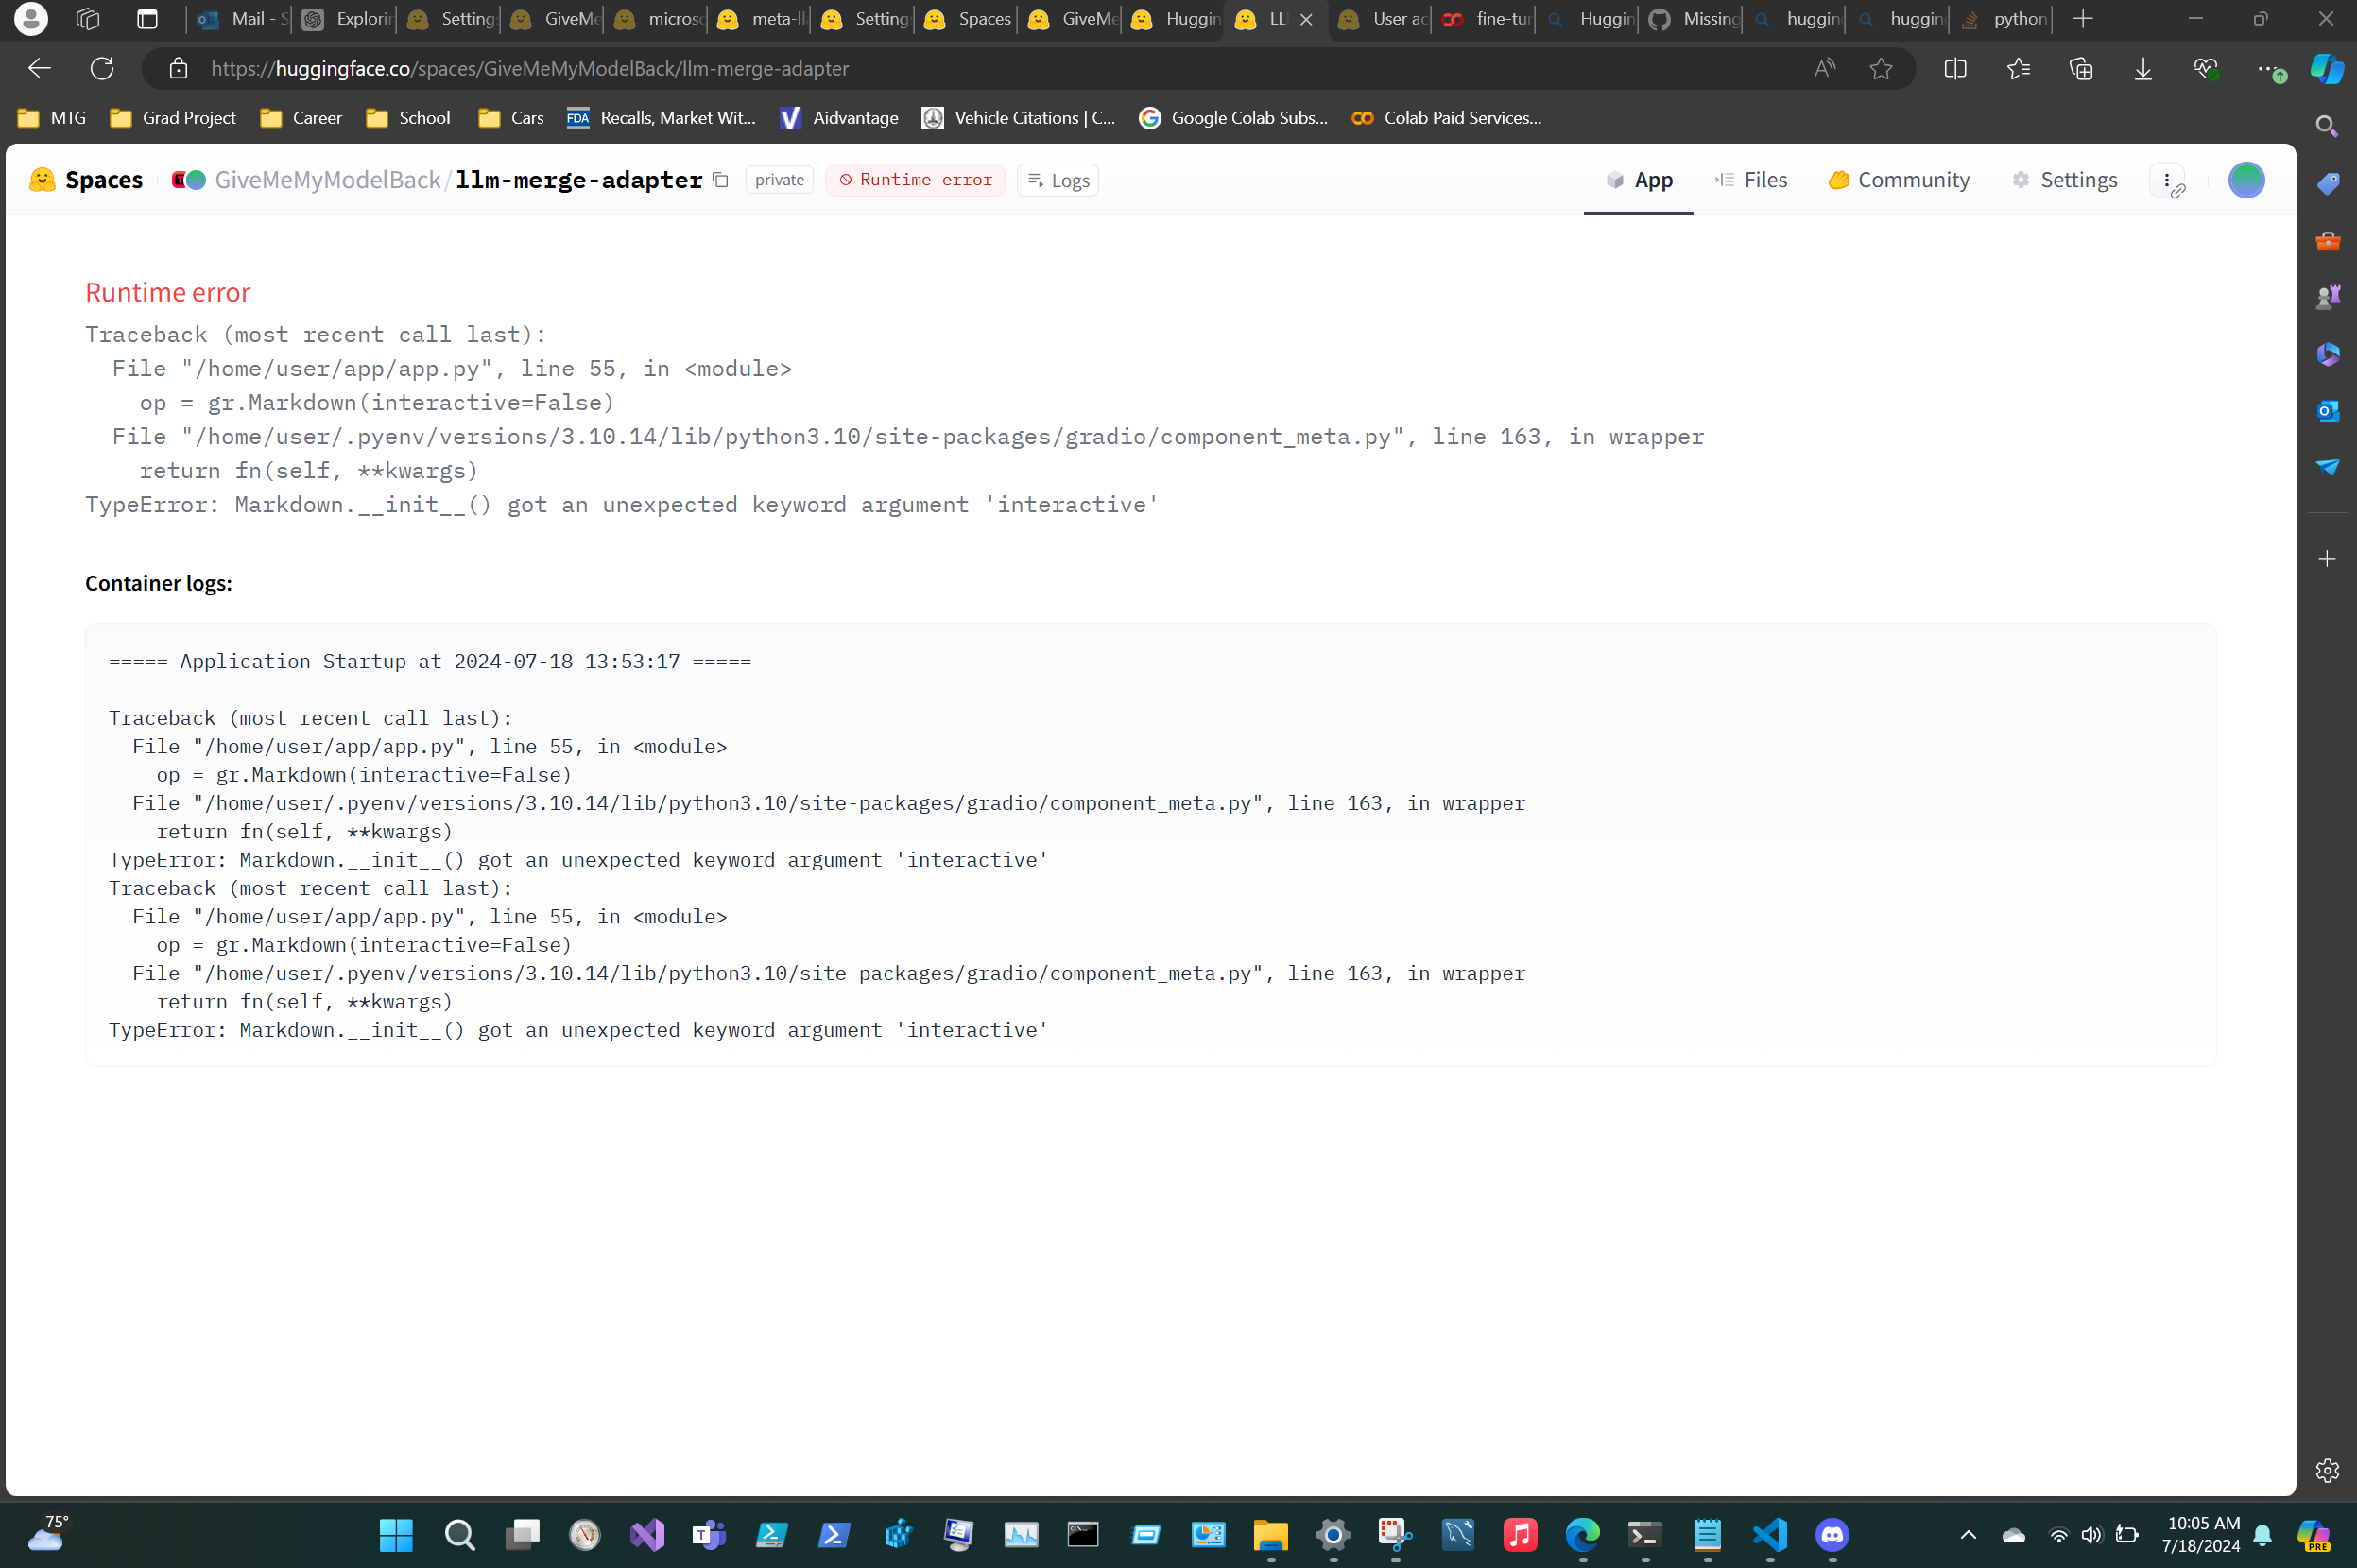 Mail - S
Explorin
Setting
GiveMe
microso
meta-ll
Setting
Spaces
GiveMe
Huggin
LL
User ac
fine-tun
Huggin
Missing
huggin
huggin
python
https://huggingface.co/spaces/GiveMeMyModelBack/llm-merge-adapter
MTG
Grad Project
Career
School
Cars
FDA
Recalls, Market Wit...
Aidvantage
Vehicle Citations | C...
Google Colab Subs...
Colab Paid Services...
Spaces
GiveMeMyModelBack/llm-merge-adapter
private
Runtime error
Logs
App
Files
Community
Settings
Runtime error
Traceback (most recent call last):
  File "/home/user/app/app.py", line 55, in <module>
    op = gr.Markdown(interactive=False)
  File "/home/user/.pyenv/versions/3.10.14/lib/python3.10/site-packages/gradio/component_meta.py", line 163, in wrapper
    return fn(self, **kwargs)
TypeError: Markdown.__init__() got an unexpected keyword argument 'interactive'
Container logs:
===== Application Startup at 2024-07-18 13:53:17 =====
Traceback (most recent call last):
  File "/home/user/app/app.py", line 55, in <module>
    op = gr.Markdown(interactive=False)
  File "/home/user/.pyenv/versions/3.10.14/lib/python3.10/site-packages/gradio/component_meta.py", line 163, in wrapper
    return fn(self, **kwargs)
TypeError: Markdown.__init__() got an unexpected keyword argument 'interactive'
Traceback (most recent call last):
  File "/home/user/app/app.py", line 55, in <module>
    op = gr.Markdown(interactive=False)
  File "/home/user/.pyenv/versions/3.10.14/lib/python3.10/site-packages/gradio/component_meta.py", line 163, in wrapper
    return fn(self, **kwargs)
TypeError: Markdown.__init__() got an unexpected keyword argument 'interactive'
75°
10:05 AM
7/18/2024
PRE